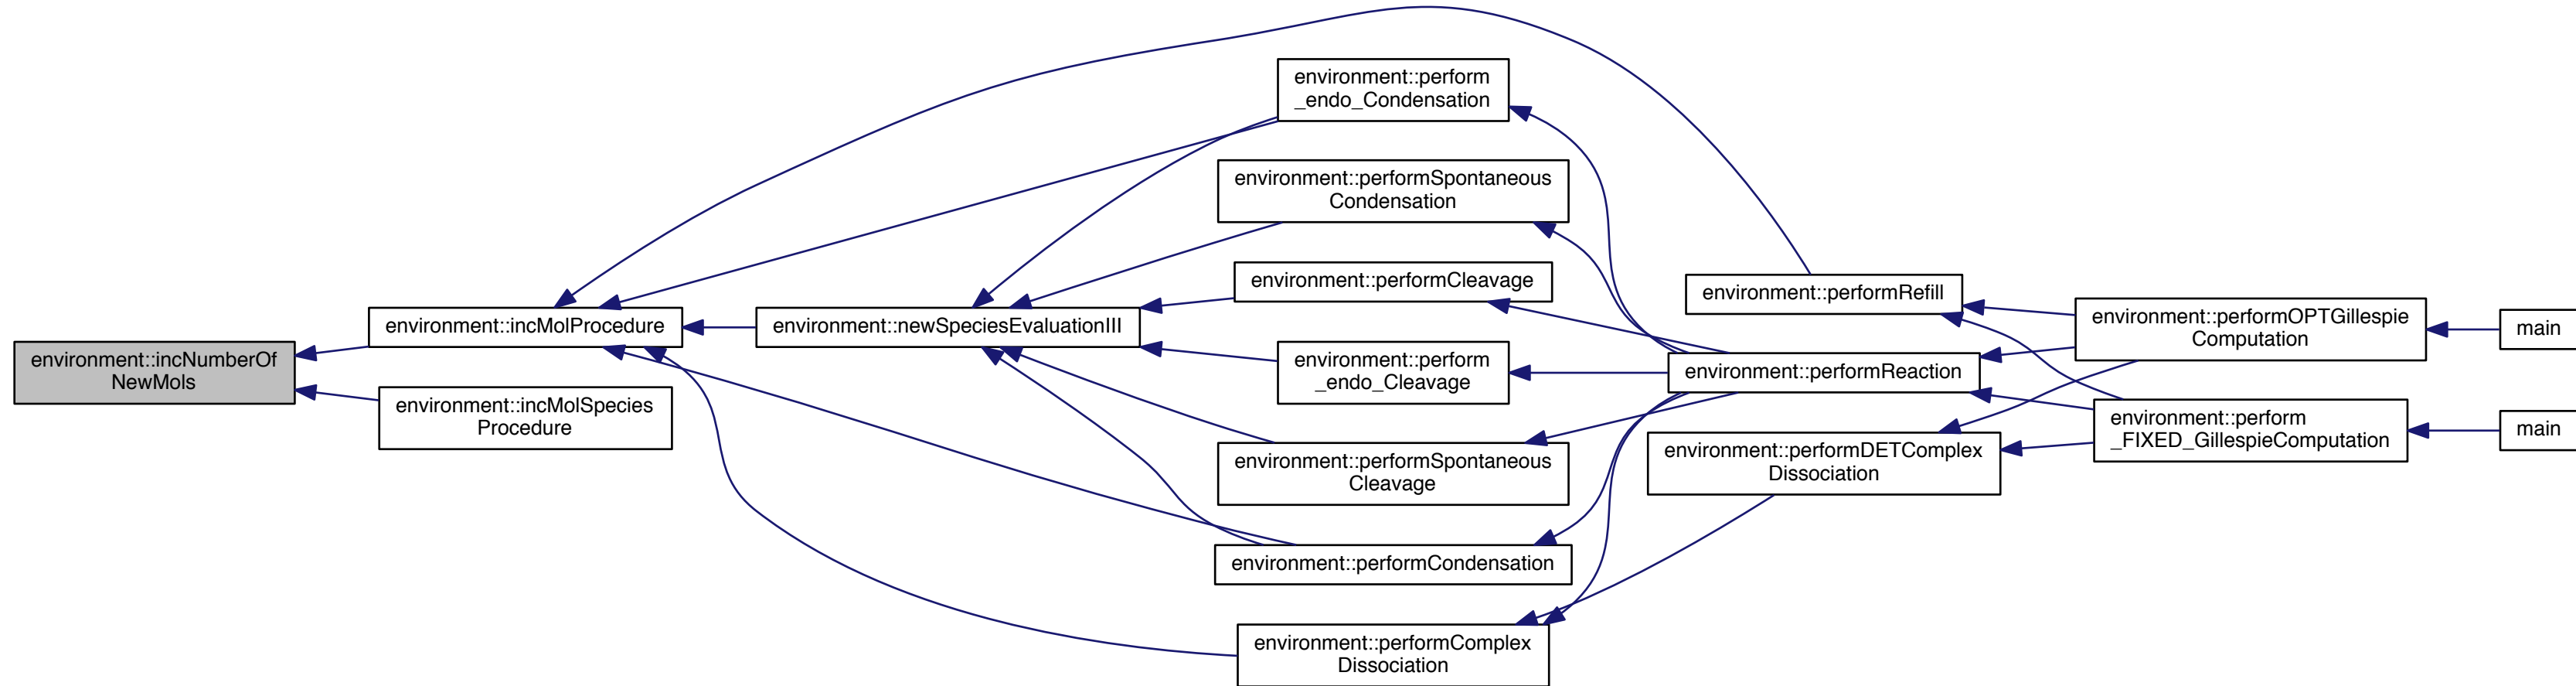 environment::incNumberOf
NewMols
environment::incMolProcedure
environment::incMolSpecies
Procedure
environment::newSpeciesEvaluationIII
environment::perform
_endo_Condensation
environment::performSpontaneous
Condensation
environment::performCleavage
environment::perform
_endo_Cleavage
environment::performSpontaneous
Cleavage
environment::performCondensation
environment::performComplex
Dissociation
environment::performRefill
environment::performReaction
environment::performDETComplex
Dissociation
environment::performOPTGillespie
Computation
environment::perform
_FIXED_GillespieComputation
main
main